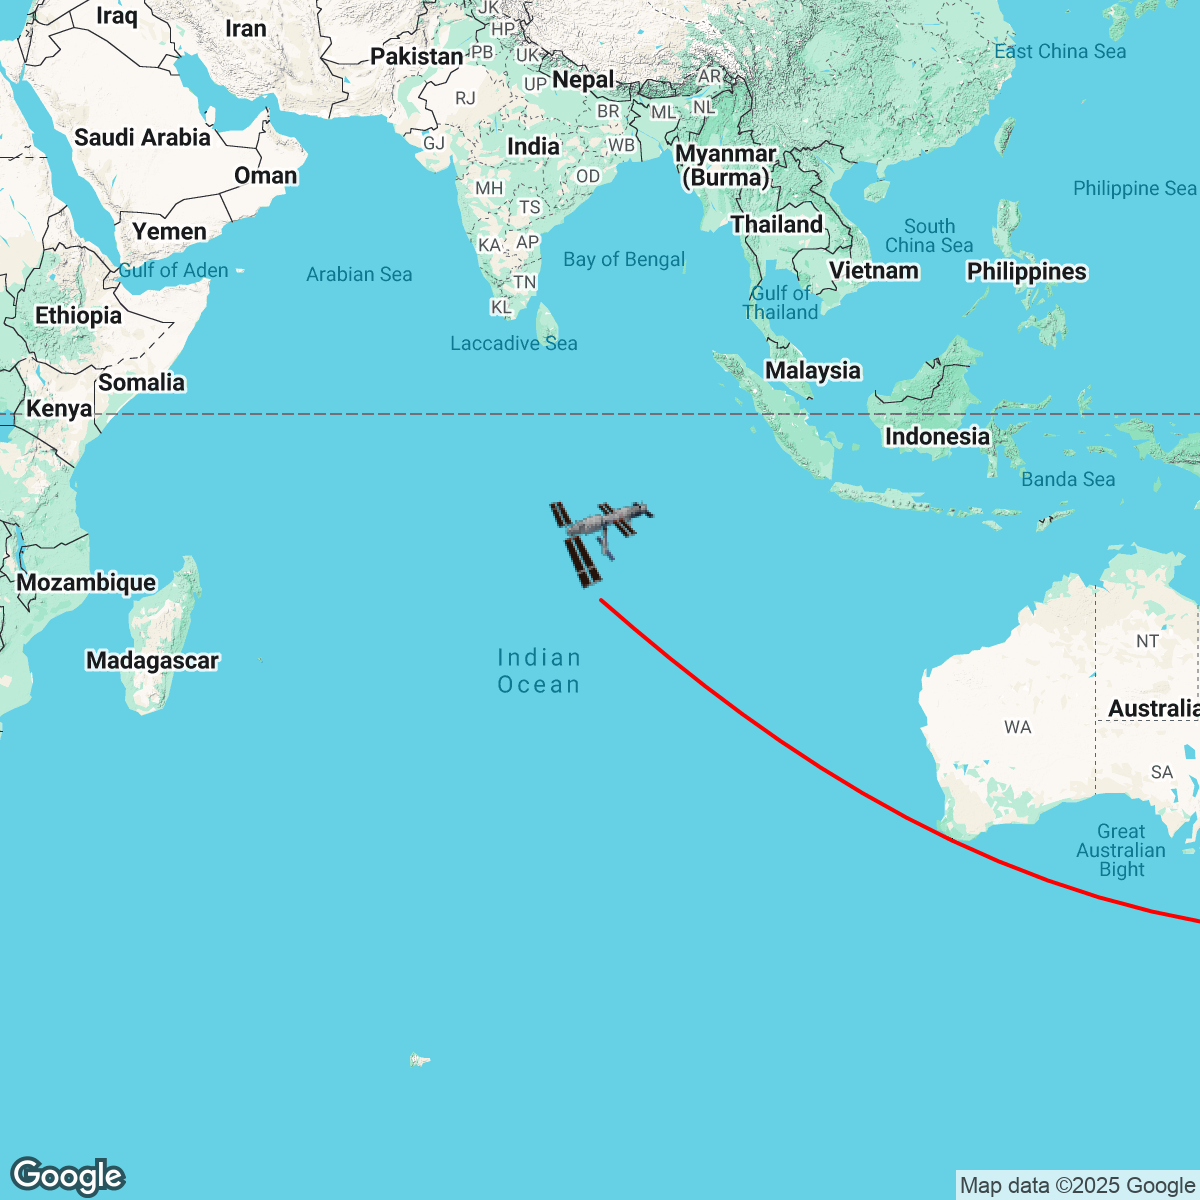 Iraq
Iran
JK
HP
East China Sea
Pakistan
PB
UK
Nepal
AR
UP
RJ
BR
ML
NL
Saudi Arabia
GJ
India
WB
Myanmar
(Burma)
Oman
OD
MH
Philippine Sea
TS
Yemen
Thailand
South
China Sea
KA
AP
Bay of Bengal
Gulf of Aden
Arabian Sea
Vietnam
Philippines
TN
Gulf of
Thailand
KL
Ethiopia
Laccadive Sea
Malaysia
Somalia
Kenya
Indonesia
Banda Sea
Mozambique
NT
Madagascar
Indian
Ocean
Australia
WA
SA
Great
Australian
Bight
Google
Map data ©2025 Google